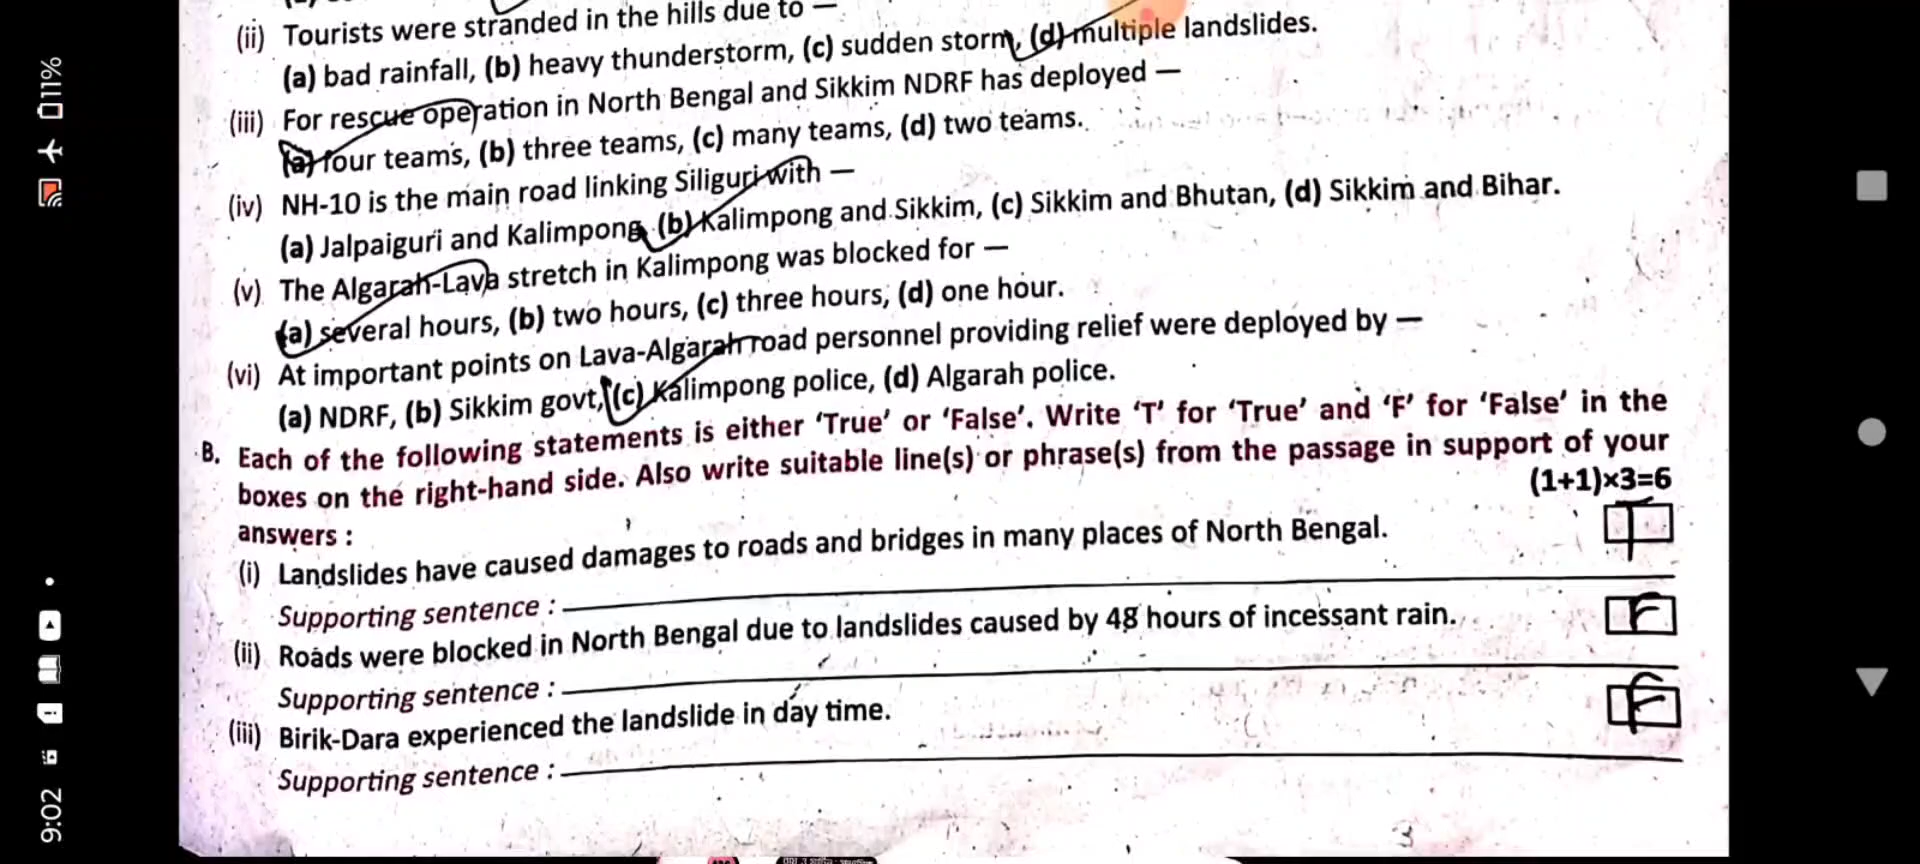 (ii) Tourists were stranded in the hills due to —
(a) bad rainfall, (b) heavy thunderstorm, (c) sudden storm, (d) multiple landslides.
(iii) For rescue operation in North Bengal and Sikkim NDRF has deployed —
(a) four teams, (b) three teams, (c) many teams, (d) two teams.
(iv) NH-10 is the main road linking Siliguri with —
(a) Jalpaiguri and Kalimpong, (b) Kalimpong and Sikkim, (c) Sikkim and Bhutan, (d) Sikkim and Bihar.
(v) The Algarah-Lava stretch in Kalimpong was blocked for —
(a) several hours, (b) two hours, (c) three hours, (d) one hour.
(vi) At important points on Lava-Algarah road personnel providing relief were deployed by —
(a) NDRF, (b) Sikkim govt, (c) Kalimpong police, (d) Algarah police.
B. Each of the following statements is either 'True' or 'False'. Write 'T' for 'True' and 'F' for 'False' in the
boxes on the right-hand side. Also write suitable line(s) or phrase(s) from the passage in support of your
answers : (1+1)×3=6
(i) Landslides have caused damages to roads and bridges in many places of North Bengal. T
Supporting sentence :
(ii) Roads were blocked in North Bengal due to landslides caused by 48 hours of incessant rain. F
Supporting sentence :
(iii) Birik-Dara experienced the landslide in day time. F
Supporting sentence :
3
11%
9:02